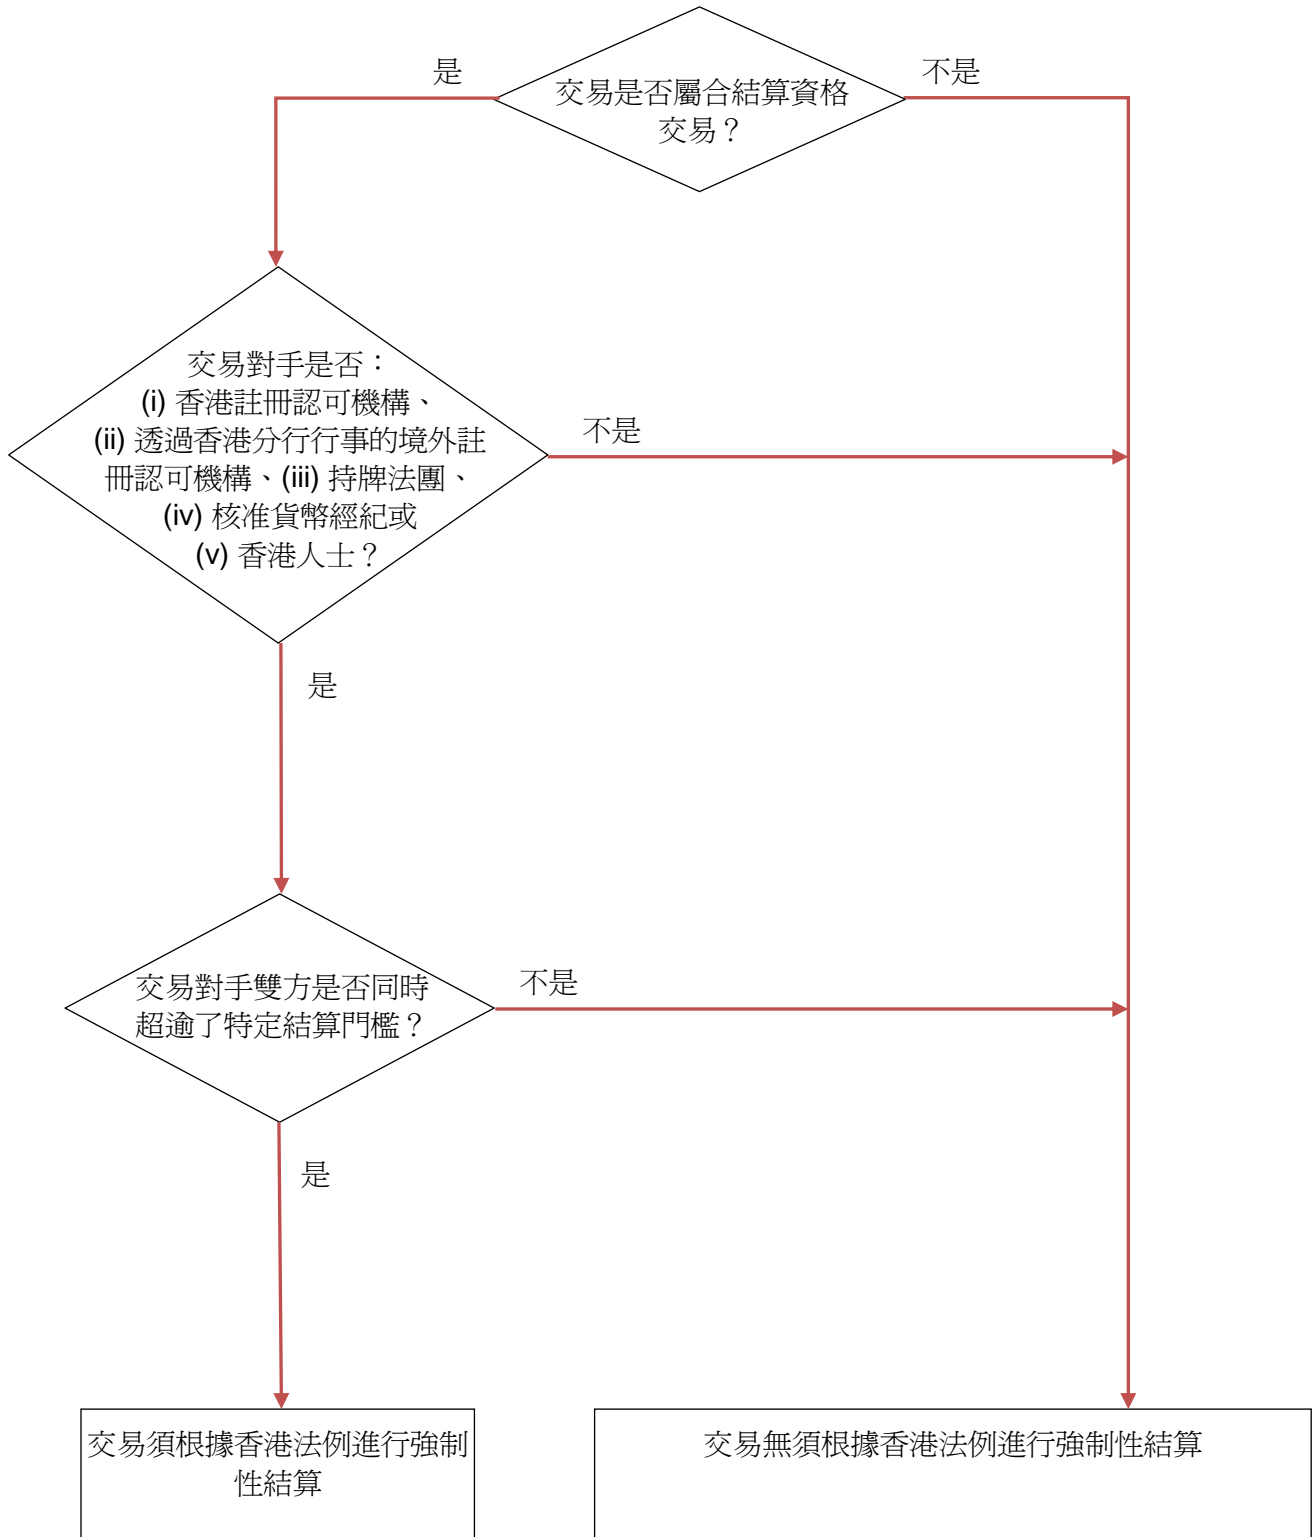 是
不是
交易是否屬合結算資格
交易？
交易對手是否：
(i) 香港註冊認可機構、
(ii) 透過香港分行行事的境外註
冊認可機構、(iii) 持牌法團、
(iv) 核准貨幣經紀或
(v) 香港人士？
不是
是
交易對手雙方是否同時
超逾了特定結算門檻？
不是
是
交易須根據香港法例進行強制
性結算
交易無須根據香港法例進行強制性結算